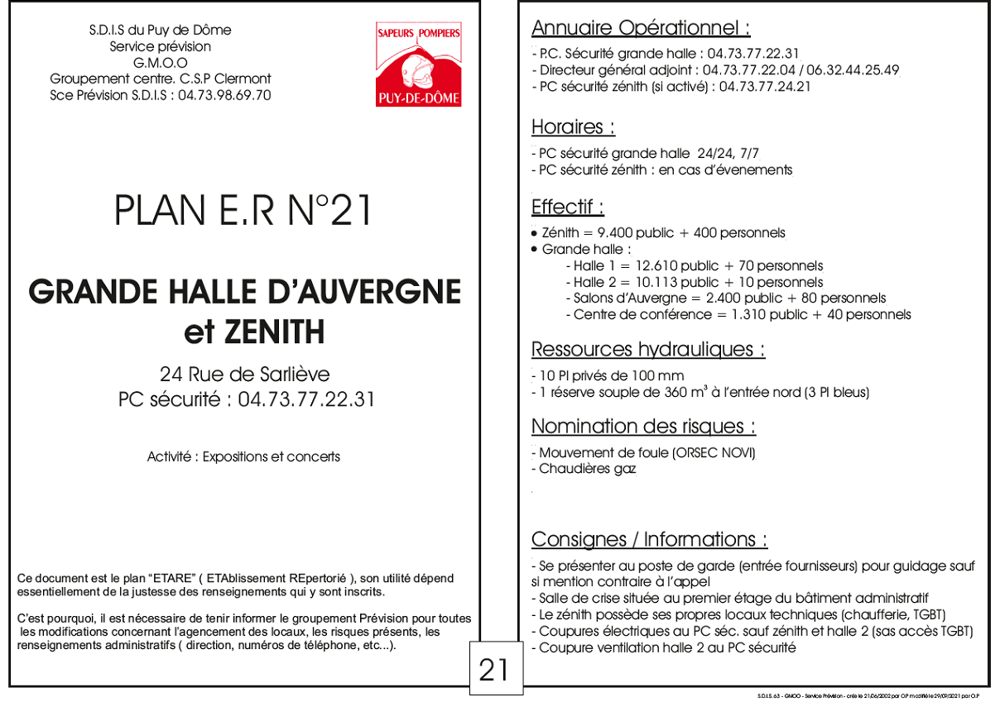 S.D.I.S du Puy de Dôme
Service prévision
G.M.O.O
Groupement centre. C.S.P Clermont
Sce Prévision S.D.I.S : 04.73.98.69.70
SAPEURS POMPIERS
PUY-DE-DÔME
PLAN E.R N°21
GRANDE HALLE D'AUVERGNE
et ZENITH
24 Rue de Sarliève
PC sécurité : 04.73.77.22.31
Activité : Expositions et concerts
Ce document est le plan “ETARE” ( ETAblissement REpertorié ), son utilité dépend
essentiellement de la justesse des renseignements qui y sont inscrits.
C'est pourquoi, il est nécessaire de tenir informer le groupement Prévision pour toutes
les modifications concernant l'agencement des locaux, les risques présents, les
renseignements administratifs ( direction, numéros de téléphone, etc...).
Annuaire Opérationnel :
- P.C. Sécurité grande halle : 04.73.77.22.31
- Directeur général adjoint : 04.73.77.22.04 / 06.32.44.25.49
- PC sécurité zénith (si activé) : 04.73.77.24.21
Horaires :
- PC sécurité grande halle 24/24, 7/7
- PC sécurité zénith : en cas d'évenements
Effectif :
• Zénith = 9.400 public + 400 personnels
• Grande halle :
- Halle 1 = 12.610 public + 70 personnels
- Halle 2 = 10.113 public + 10 personnels
- Salons d'Auvergne = 2.400 public + 80 personnels
- Centre de conférence = 1.310 public + 40 personnels
Ressources hydrauliques :
- 10 PI privés de 100 mm
- 1 réserve souple de 360 m³ à l'entrée nord (3 PI bleus)
Nomination des risques :
- Mouvement de foule (ORSEC NOVI)
- Chaudières gaz
Consignes / Informations :
- Se présenter au poste de garde (entrée fournisseurs) pour guidage sauf
si mention contraire à l'appel
- Salle de crise située au premier étage du bâtiment administratif
- Le zénith possède ses propres locaux techniques (chaufferie, TGBT)
- Coupures électriques au PC séc. sauf zénith et halle 2 (sas accès TGBT)
- Coupure ventilation halle 2 au PC sécurité
21
S.D.I.S. 63 - GMOO - Service Prévision - crée le 21/06/2002 par O.P modifié le 29/09/2021 par O.P